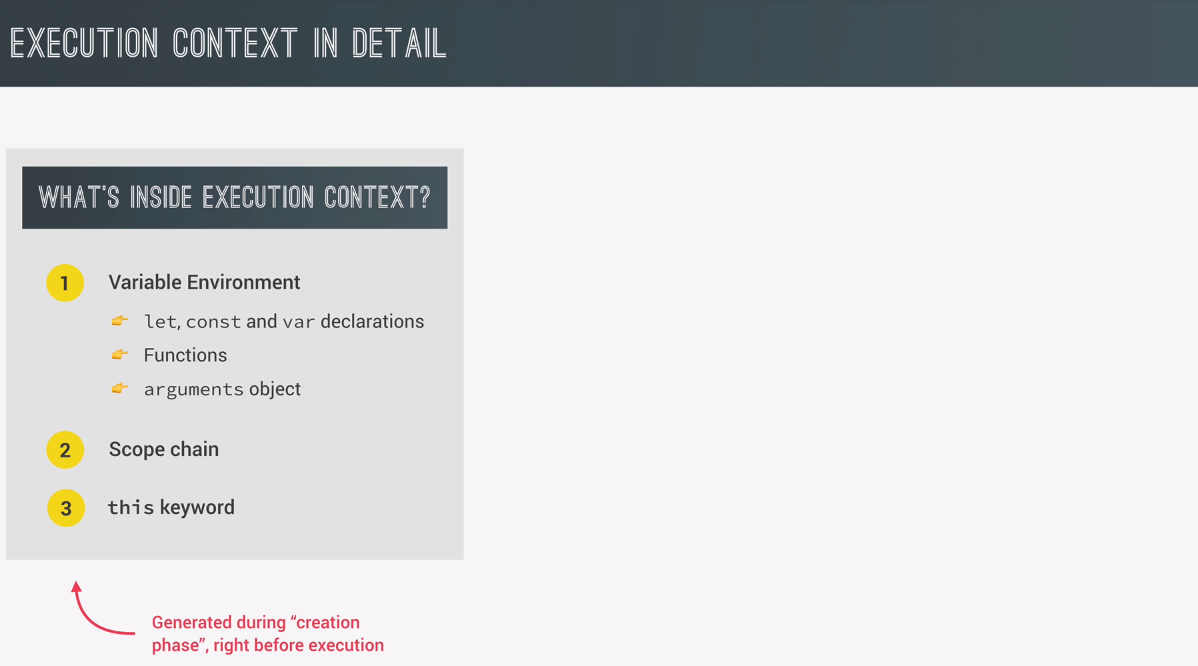 EXECUTION CONTEXT IN DETAIL
WHAT'S INSIDE EXECUTION CONTEXT?
1 Variable Environment
let, const and var declarations
Functions
arguments object
2 Scope chain
3 this keyword
Generated during “creation
phase”, right before execution